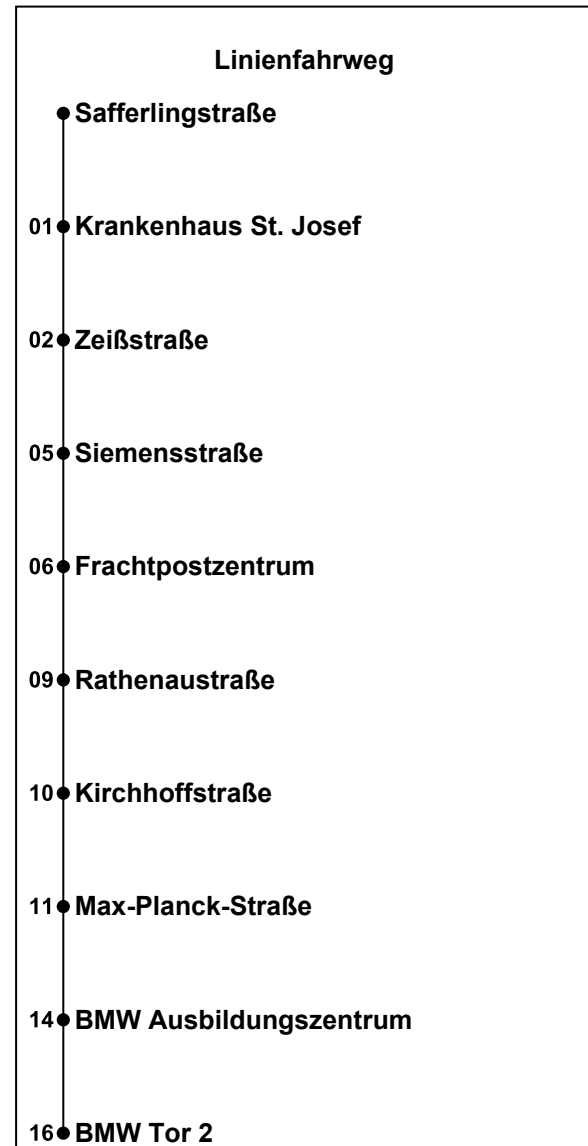 Linienfahrweg
Safferlingstraße
01 Krankenhaus St. Josef
02 Zeißstraße
05 Siemensstraße
06 Frachtpostzentrum
09 Rathenaustraße
10 Kirchhoffstraße
11 Max-Planck-Straße
14 BMW Ausbildungszentrum
16 BMW Tor 2